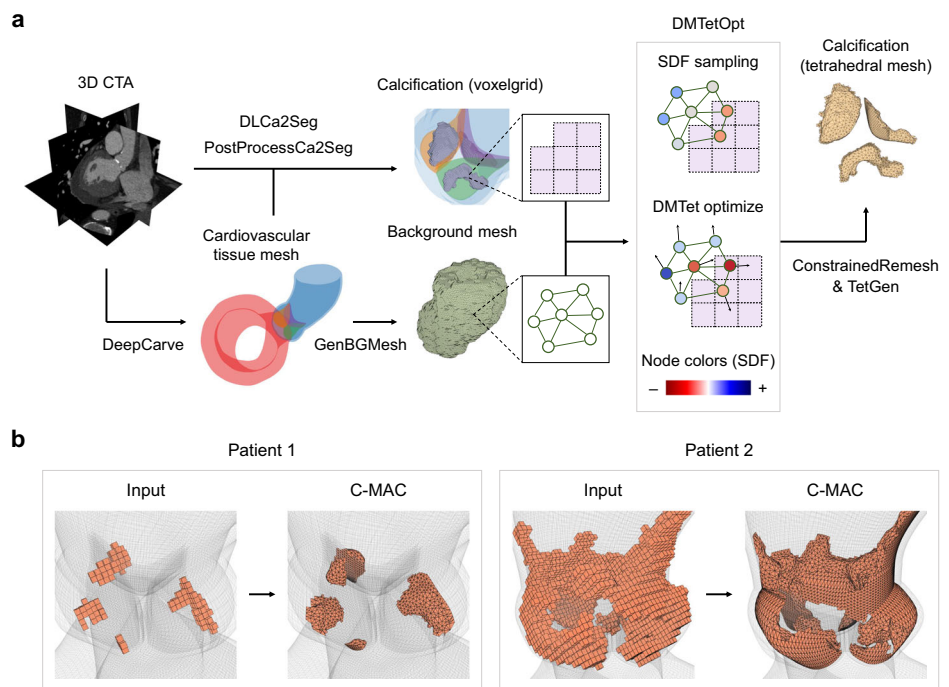 a
3D CTA
DLCa2Seg
PostProcessCa2Seg
Calcification (voxelgrid)
DMTetOpt
SDF sampling
Calcification
(tetrahedral mesh)
Cardiovascular
tissue mesh
Background mesh
DMTet optimize
DeepCarve
GenBGMesh
ConstrainedRemesh
& TetGen
Node colors (SDF)
– +
b
Patient 1
Patient 2
Input
C-MAC
Input
C-MAC